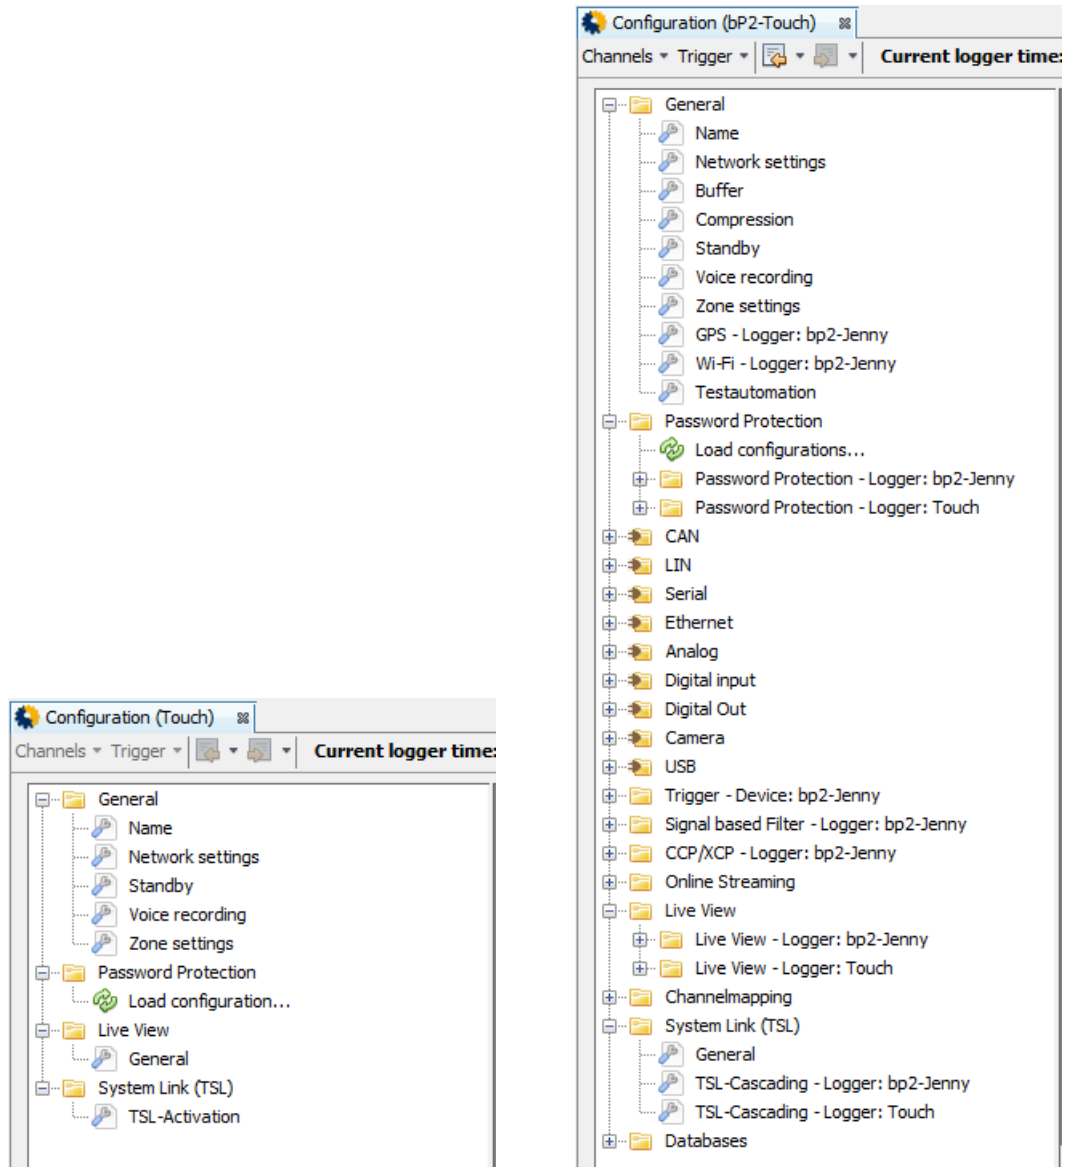 Configuration (Touch)
Channels Trigger Current logger time:
General
Name
Network settings
Standby
Voice recording
Zone settings
Password Protection
Load configuration...
Live View
General
System Link (TSL)
TSL-Activation
Configuration (bP2-Touch)
Channels Trigger Current logger time:
General
Name
Network settings
Buffer
Compression
Standby
Voice recording
Zone settings
GPS - Logger: bp2-Jenny
Wi-Fi - Logger: bp2-Jenny
Testautomation
Password Protection
Load configurations...
Password Protection - Logger: bp2-Jenny
Password Protection - Logger: Touch
CAN
LIN
Serial
Ethernet
Analog
Digital input
Digital Out
Camera
USB
Trigger - Device: bp2-Jenny
Signal based Filter - Logger: bp2-Jenny
CCP/XCP - Logger: bp2-Jenny
Online Streaming
Live View
Live View - Logger: bp2-Jenny
Live View - Logger: Touch
Channelmapping
System Link (TSL)
General
TSL-Cascading - Logger: bp2-Jenny
TSL-Cascading - Logger: Touch
Databases